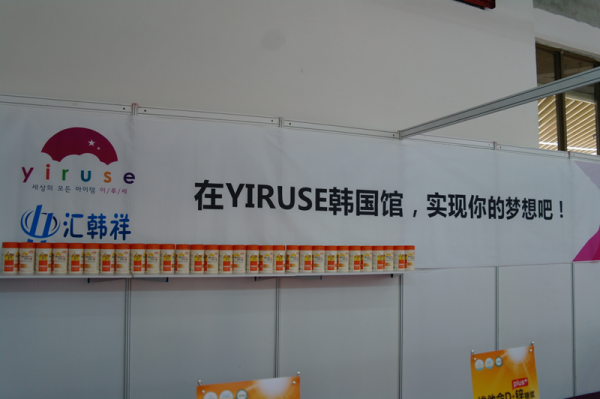 yiruse
세상의 모든 아이템 이/루/세
汇韩祥
在YIRUSE韩国馆，实现你的梦想吧！
plus+